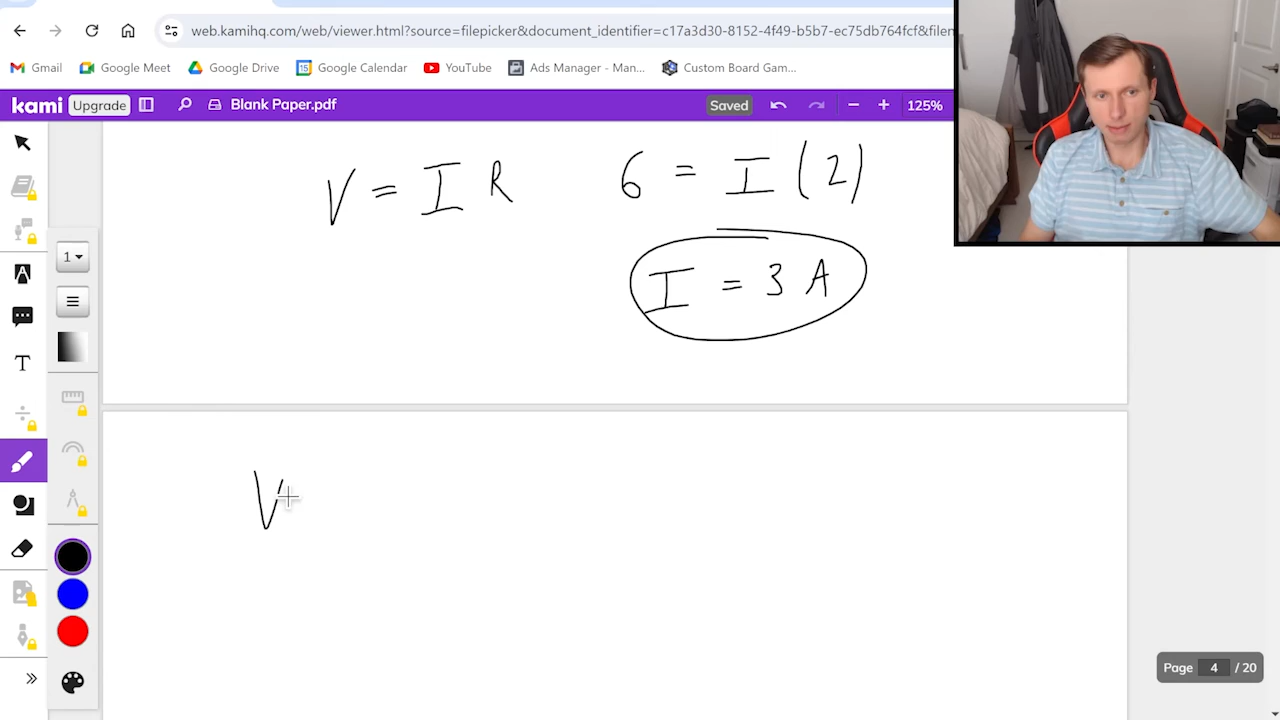 web.kamihq.com/web/viewer.html?source=filepicker&document_identifier=c17a3d30-8152-4f49-b5b7-ec75db764fcf&filen
Gmail Google Meet Google Drive 15 Google Calendar YouTube Ads Manager - Man... Custom Board Gam...
kami Upgrade Blank Paper.pdf Saved 125%
V = I R 6 = I (2)
1
I = 3 A
T
V
Page 4 / 20